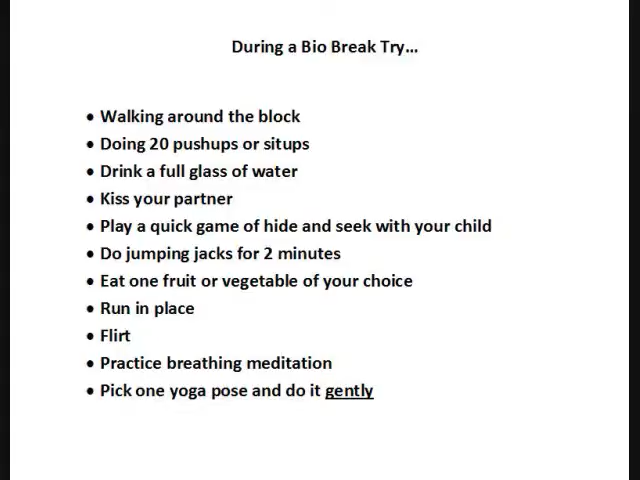 During a Bio Break Try...
• Walking around the block
• Doing 20 pushups or situps
• Drink a full glass of water
• Kiss your partner
• Play a quick game of hide and seek with your child
• Do jumping jacks for 2 minutes
• Eat one fruit or vegetable of your choice
• Run in place
• Flirt
• Practice breathing meditation
• Pick one yoga pose and do it gently